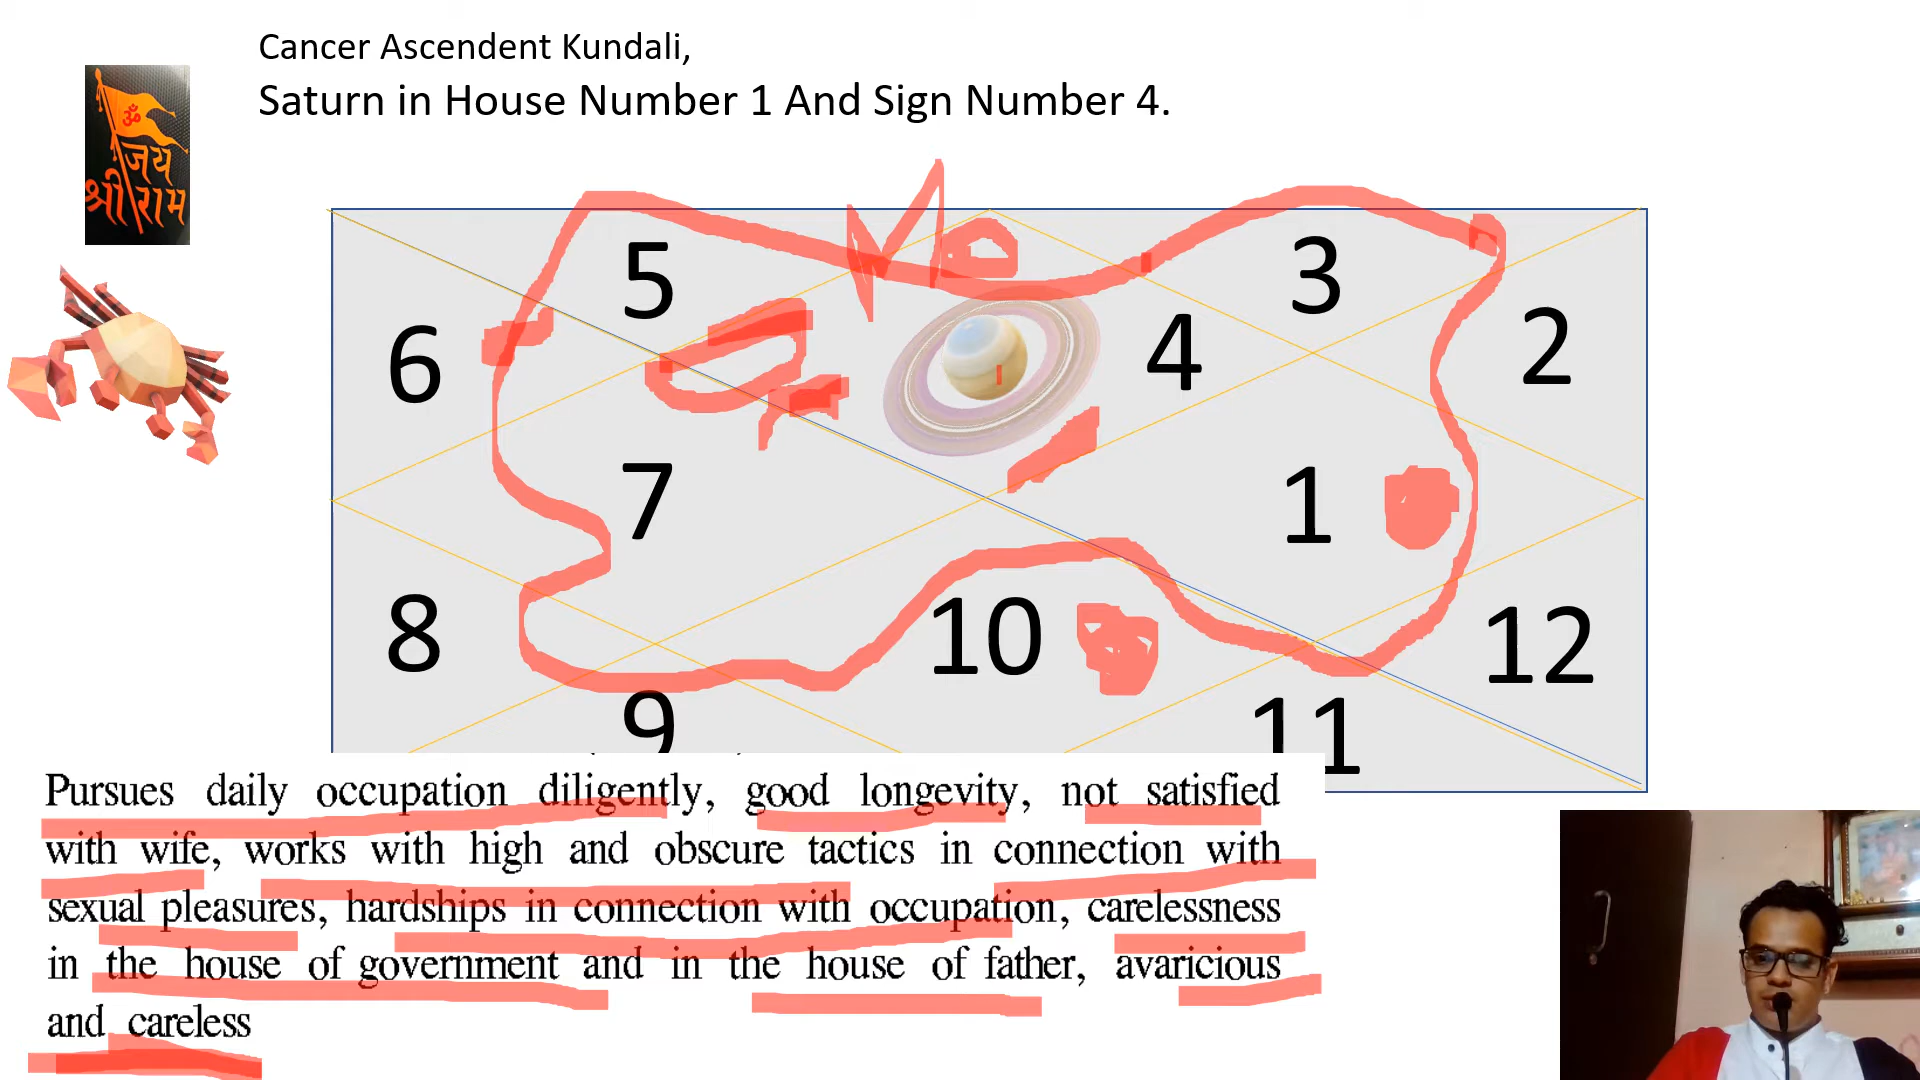 Cancer Ascendent Kundali,
Saturn in House Number 1 And Sign Number 4.
ॐ
जय
श्री राम
5
3
6
4
2
7
1
8
10
12
9
11
Pursues daily occupation diligently, good longevity, not satisfied
with wife, works with high and obscure tactics in connection with
sexual pleasures, hardships in connection with occupation, carelessness
in the house of government and in the house of father, avaricious
and careless